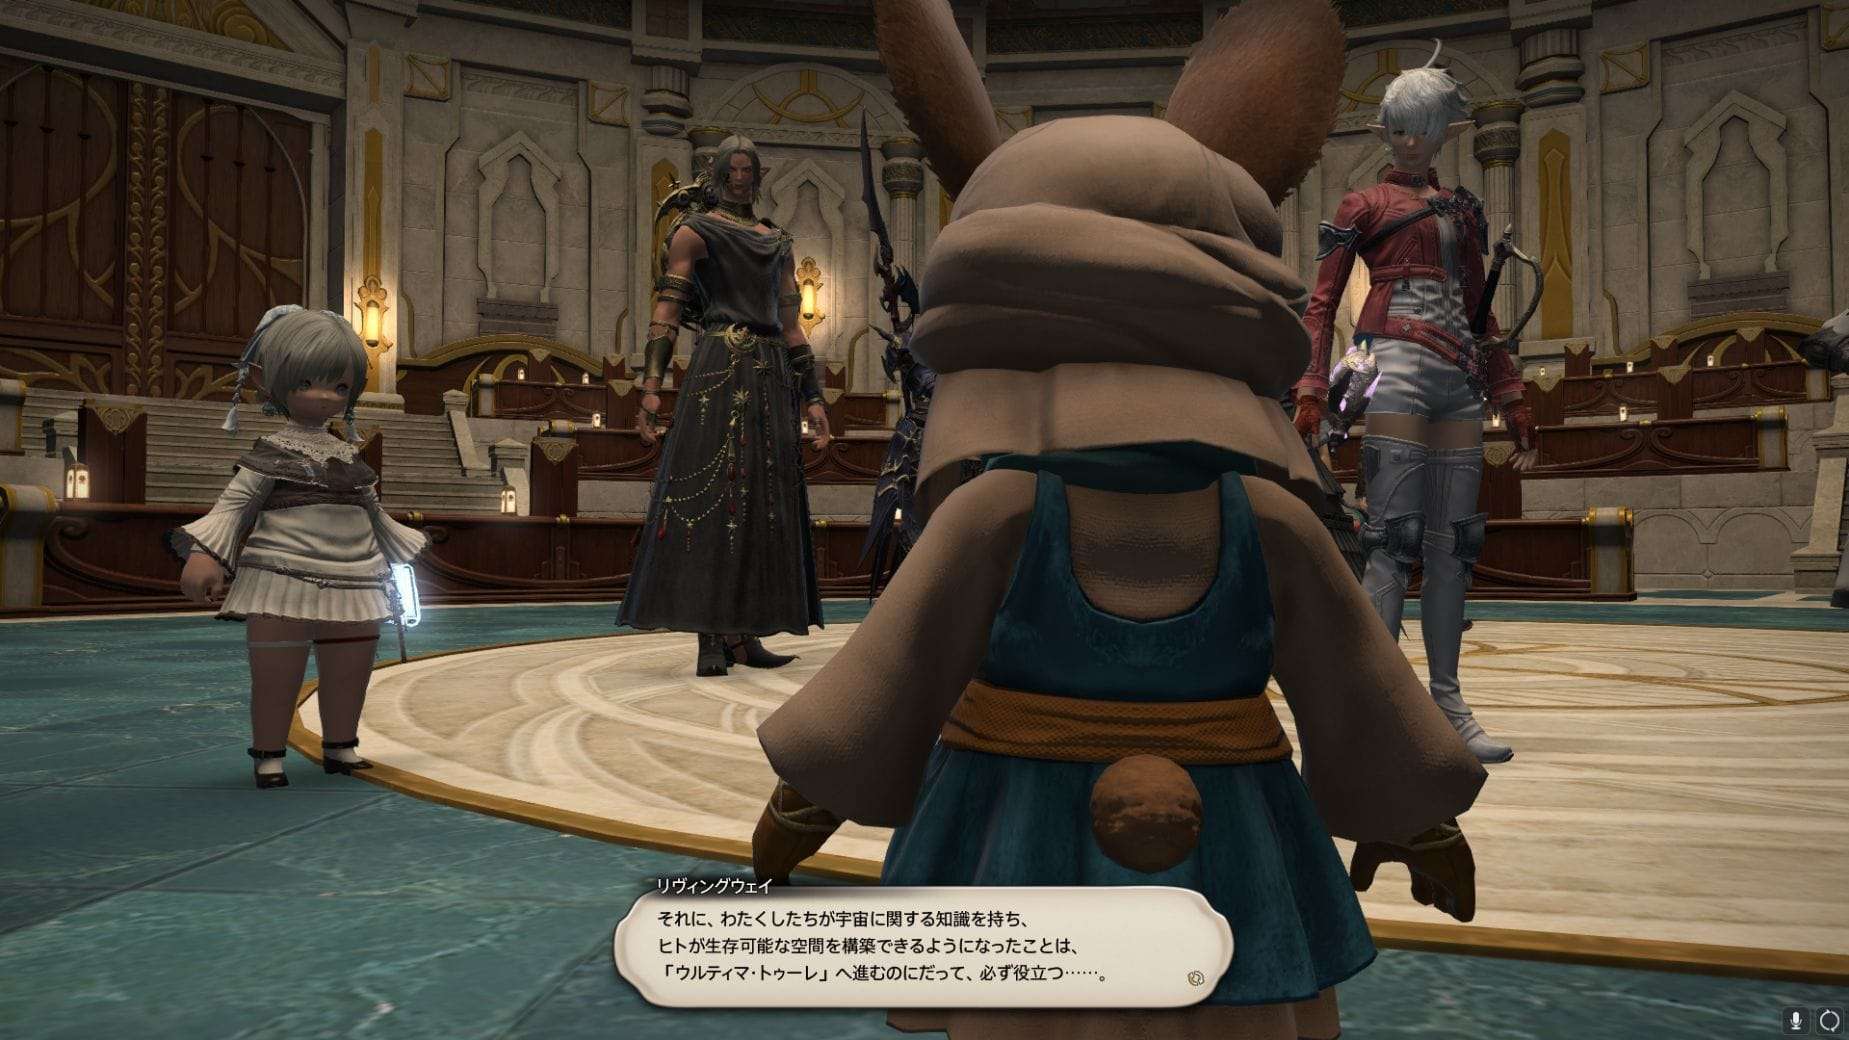 リヴィングウェイ
それに、わたくしたちが宇宙に関する知識を持ち、
ヒトが生存可能な空間を構築できるようになったことは、
「ウルティマ・トゥーレ」へ進むのにだって、必ず役立つ……。